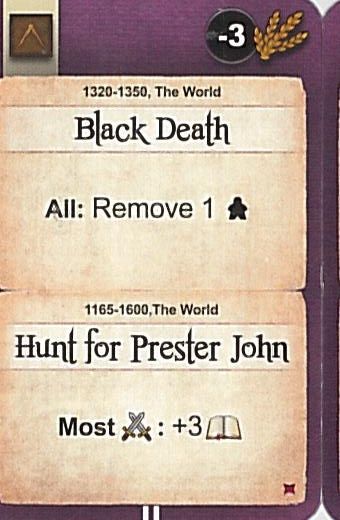 -3
1320-1350, The World
Black Death
All: Remove 1
1165-1600,The World
Hunt for Prester John
Most : +3